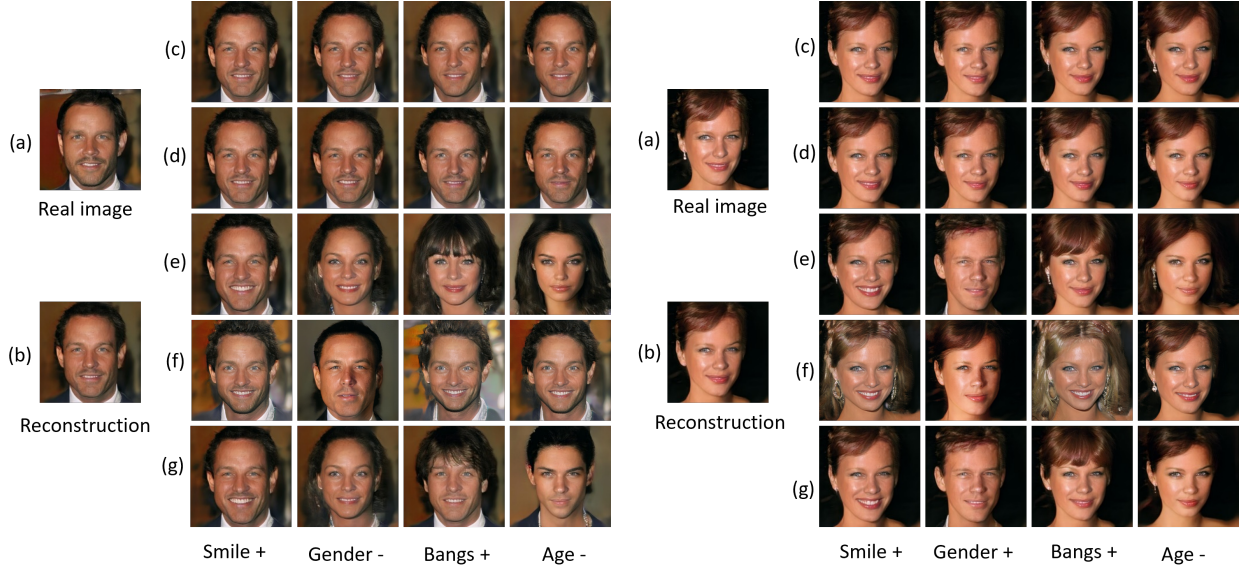 (c)
(a)
Real image
(d)
(e)
(b)
Reconstruction
(f)
(g)
Smile +
Gender -
Bangs +
Age -
(c)
(a)
Real image
(d)
(e)
(b)
Reconstruction
(f)
(g)
Smile +
Gender +
Bangs +
Age -